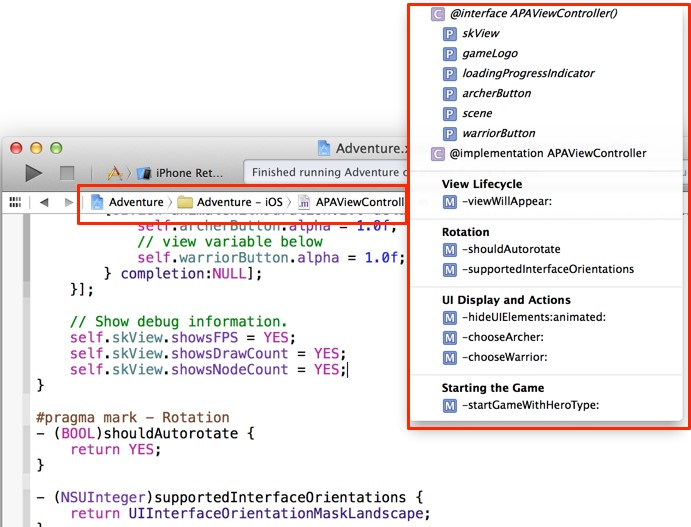 @interface APAViewController()
skView
gameLogo
loadingProgressIndicator
archerButton
scene
warriorButton
@implementation APAViewController
View Lifecycle
-viewWillAppear:
Rotation
-shouldAutorotate
-supportedInterfaceOrientations
UI Display and Actions
-hideUIElements:animated:
-chooseArcher:
-chooseWarrior:
Starting the Game
-startGameWithHeroType:
Adventure.x
iPhone Ret...
Finished running Adventure o
Adventure
Adventure – iOS
APAViewControll
self.archerButton.alpha = 1.0f;
// view variable below
self.warriorButton.alpha = 1.0f;
} completion:NULL];
}];
// Show debug information.
self.skView.showsFPS = YES;
self.skView.showsDrawCount = YES;
self.skView.showsNodeCount = YES;
}
#pragma mark - Rotation
- (BOOL)shouldAutorotate {
return YES;
}
- (NSUInteger)supportedInterfaceOrientations {
return UIInterfaceOrientationMaskLandscape;